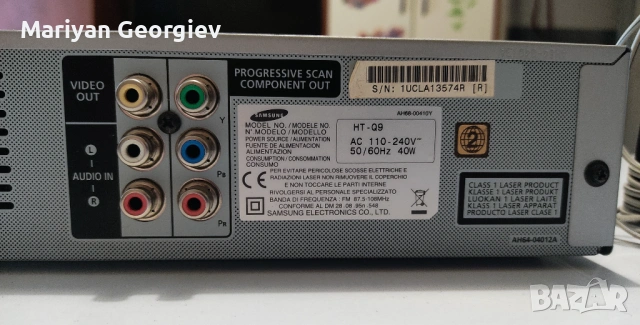 Mariyan Georgiev
VIDEO
OUT
PROGRESSIVE SCAN
COMPONENT OUT
Y
L
AUDIO IN
R
PB
PR
S/N: 1UCLA13574R [R]
AH68-00410Y
SAMSUNG
MODEL NO. / MODELE NO.
N°.MODELO / MODELLO
HT-Q9
POWER SOURCE / ALIMENTATION
FUENTE DE ALIMENTACION
ALIMENTAZIONE
AC 110-240V~
50/60Hz 40W
CONSUMPTION / CONSOMMATION
CONSUMO
PER EVITARE PERICOLOSE SCOSSE ELETTRICHE E
RADIAZIONI LASER NON RIMUOVERE IL COPERCHIO
E NON TOCCARE LE PARTI INTERNE
RIVOLGERSI AL PERSONALE SPECIALIZZATO
BANDA DI FREQUENZA : FM 87.5-108MHz
CONFORME AL DM 28 .08 .95n .548
SAMSUNG ELECTRONICS CO., LTD.
2
CLASS 1 LASER PRODUCT
KLASSE 1 LASER PRODUKT
LUOKAN 1 LASER LAITE
KLASS 1 LASER APPARAT
PRODUCTO LASER CLASE 1
AH64-04012A
BAZAR